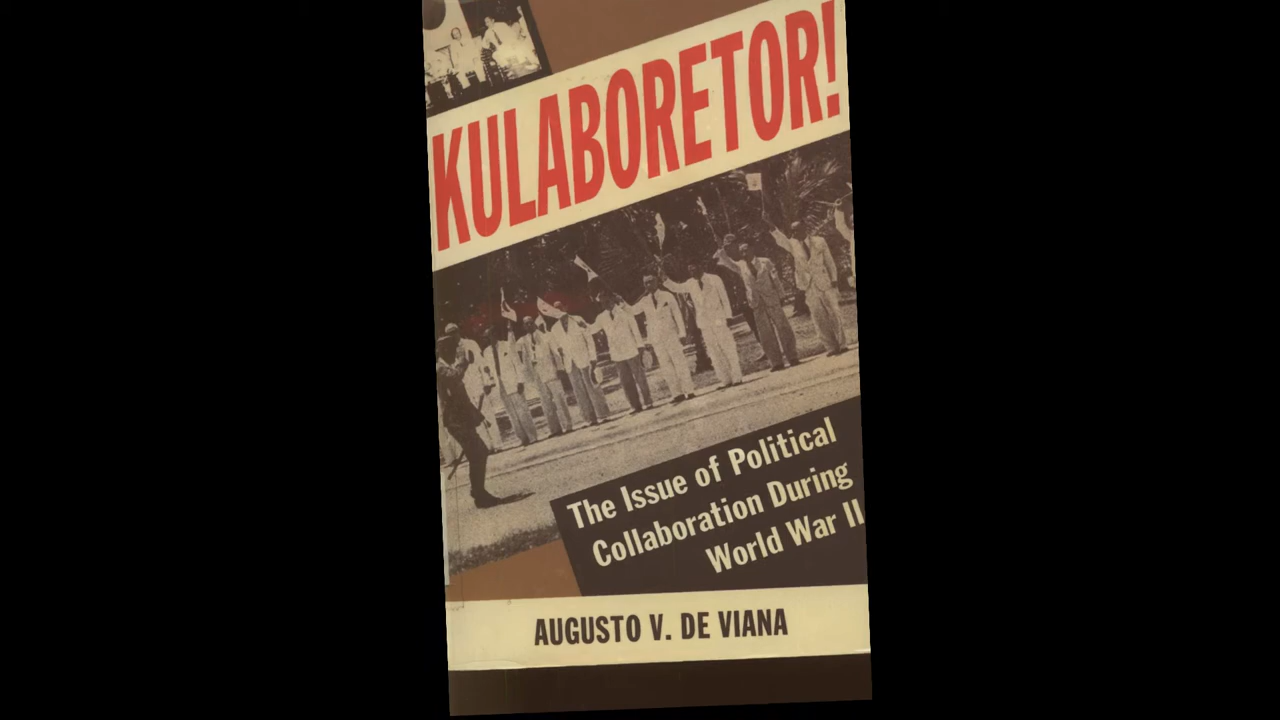 KULABORETOR!
The Issue of Political
Collaboration During
World War II
AUGUSTO V. DE VIANA